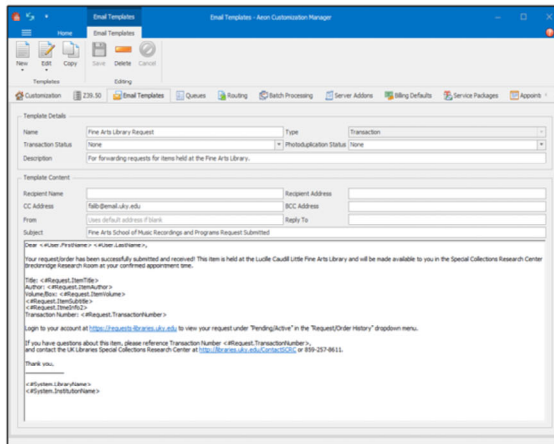 Email Templates
Email Templates - Aeon Customization Manager
Home Email Templates
New Edit Copy Save Delete Cancel
Templates Editing
Customization Z39.50 Email Templates Queues Routing Batch Processing Server Addons Billing Defaults Service Packages Appoint
Template Details
Name Fine Arts Library Request Type Transaction
Transaction Status None Photoduplication Status None
Description For forwarding requests for items held at the Fine Arts Library.
Template Content
Recipient Name Recipient Address
CC Address falib@email.uky.edu BCC Address
From Uses default address if blank Reply To
Subject Fine Arts School of Music Recordings and Programs Request Submitted
Dear <#User.FirstName> <#User.LastName>,
Your request/order has been successfully submitted and received! This item is held at the Lucille Caudill Little Fine Arts Library and will be made available to you in the Special Collections Research Center
Breckinridge Research Room at your confirmed appointment time.
Title: <#Request.ItemTitle>
Author: <#Request.ItemAuthor>
Volume/Box: <#Request.ItemVolume>
<#Request.ItemSubtitle>
<#Request.ItemInfo2>
Transaction Number: <#Request.TransactionNumber>
Login to your account at https://requests-libraries.uky.edu to view your request under "Pending/Active" in the "Request/Order History" dropdown menu.
If you have questions about this item, please reference Transaction Number <#Request.TransactionNumber>,
and contact the UK Libraries Special Collections Research Center at http://libraries.uky.edu/ContactSCRC or 859-257-8611.
Thank you,
<#System.LibraryName>
<#System.InstitutionName>